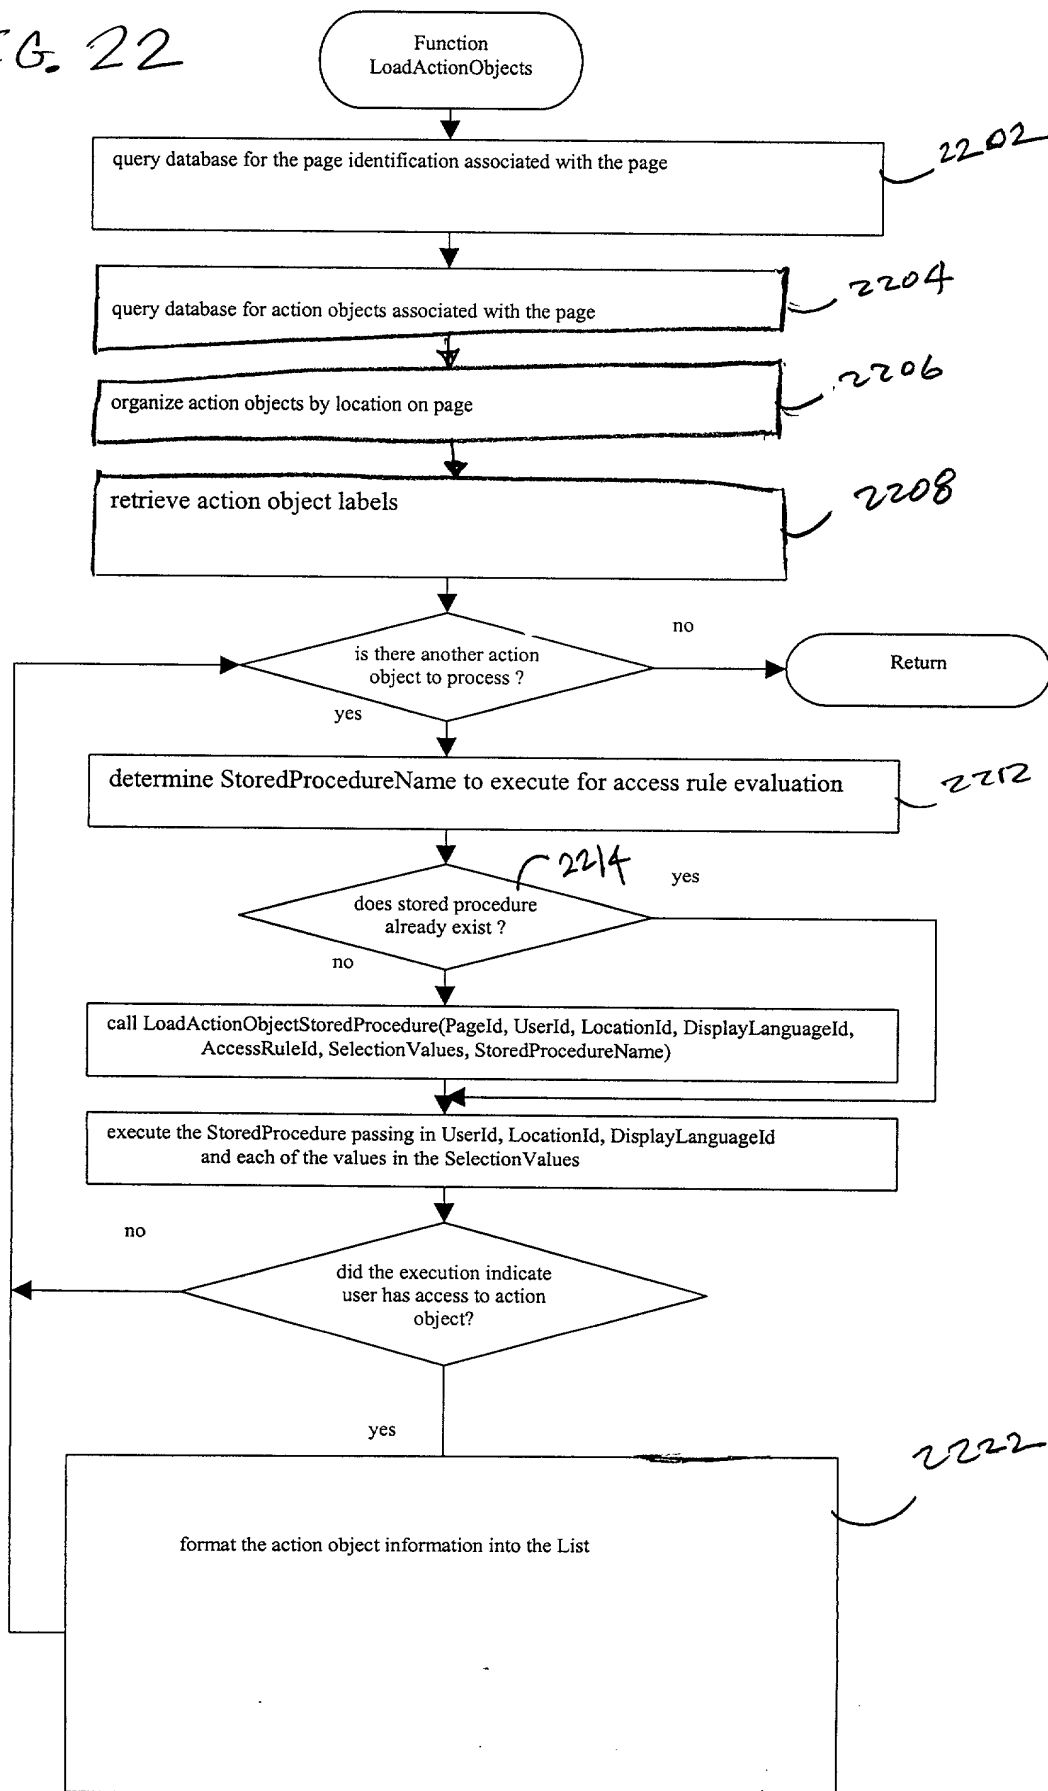 G. 22
Function
LoadActionObjects
query database for the page identification associated with the page
2202
query database for action objects associated with the page
2204
organize action objects by location on page
2206
retrieve action object labels
2208
is there another action
object to process ?
no
Return
yes
determine StoredProcedureName to execute for access rule evaluation
2212
2214
does stored procedure
already exist ?
yes
no
call LoadActionObjectStoredProcedure(PageId, UserId, LocationId, DisplayLanguageId,
AccessRuleId, SelectionValues, StoredProcedureName)
execute the StoredProcedure passing in UserId, LocationId, DisplayLanguageId
and each of the values in the SelectionValues
no
did the execution indicate
user has access to action
object?
yes
2222
format the action object information into the List